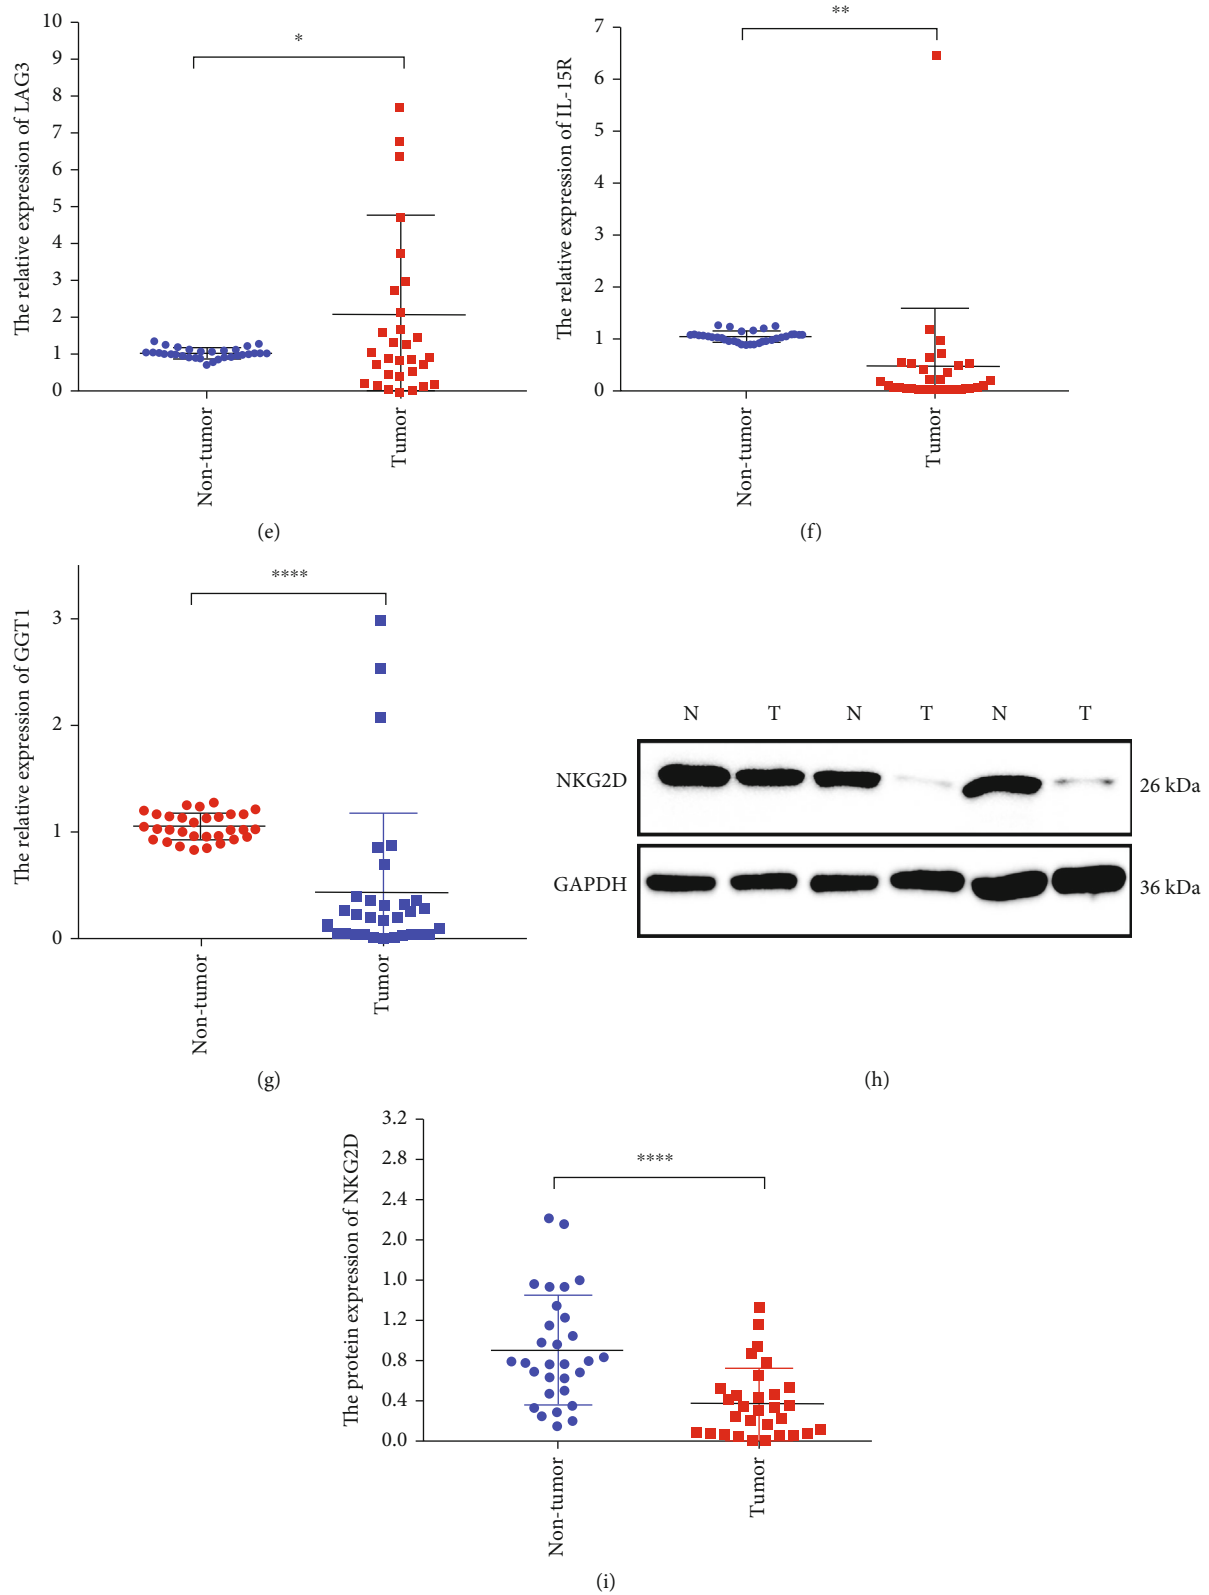 The relative expression of LAG3
10
9
8
7
6
5
4
3
2
1
0
*
Non-tumor
Tumor
(e)
The relative expression of IL-15R
7
6
5
4
3
2
1
0
**
Non-tumor
Tumor
(f)
The relative expression of GGT1
3
2
1
0
****
Non-tumor
Tumor
(g)
N T N T N T
NKG2D 26 kDa
GAPDH 36 kDa
(h)
The protein expression of NKG2D
3.2
2.8
2.4
2.0
1.0
1.2
0.8
0.4
0.0
****
Non-tumor
Tumor
(i)